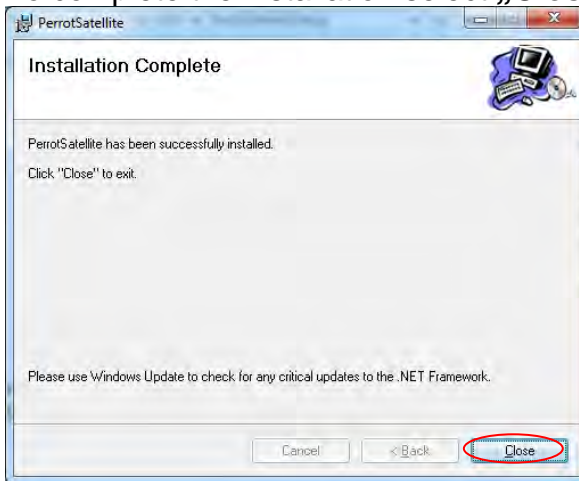 PerrotSatellite
Installation Complete
PerrotSatellite has been successfully installed.
Click "Close" to exit.
Please use Windows Update to check for any critical updates to the .NET Framework.
Cancel
< Back
Close